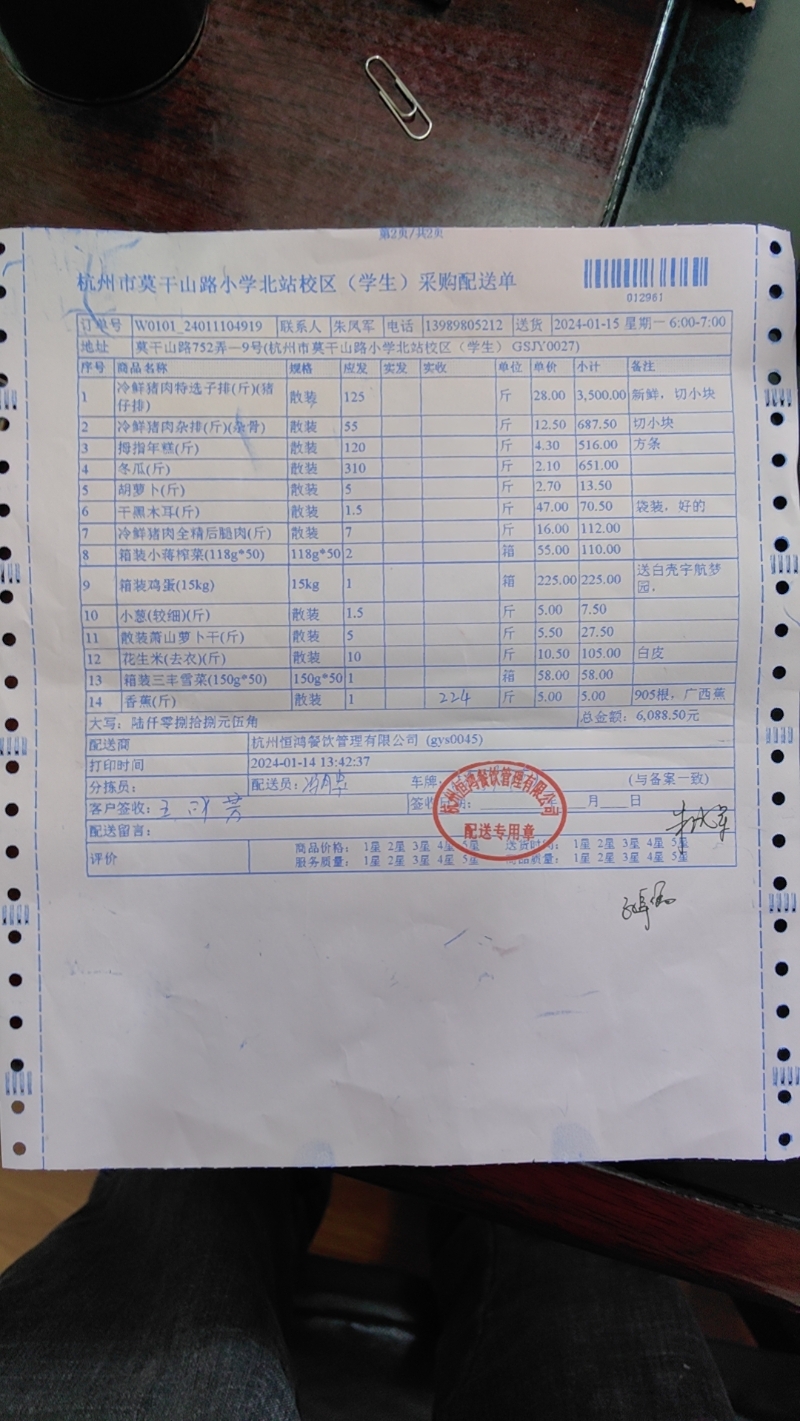 第2页/共2页
杭州市莫干山路小学北站校区（学生）采购配送单
012961
订单号 W0101_24011104919 联系人 朱凤军 电话 13989805212 送货 2024-01-15 星期一 6:00-7:00
地址 莫干山路752弄一9号(杭州市莫干山路小学北站校区（学生） GSJY0027)
序号 商品名称 规格 应发 实发 实收 单位 单价 小计 备注
1 冷鲜猪肉特选子排(斤)(猪仔排) 散装 125 斤 28.00 3,500.00 新鲜，切小块
2 冷鲜猪肉杂排(斤)(杂骨) 散装 55 斤 12.50 687.50 切小块
3 拇指年糕(斤) 散装 120 斤 4.30 516.00 方条
4 冬瓜(斤) 散装 310 斤 2.10 651.00
5 胡萝卜(斤) 散装 5 斤 2.70 13.50
6 干黑木耳(斤) 散装 1.5 斤 47.00 70.50 袋装，好的
7 冷鲜猪肉全精后腿肉(斤) 散装 7 斤 16.00 112.00
8 箱装小蒋榨菜(118g*50) 118g*50 2 箱 55.00 110.00
9 箱装鸡蛋(15kg) 15kg 1 箱 225.00 225.00 送白壳宇航梦园，
10 小葱(较细)(斤) 散装 1.5 斤 5.00 7.50
11 散装萧山萝卜干(斤) 散装 5 斤 5.50 27.50
12 花生米(去衣)(斤) 散装 10 斤 10.50 105.00 白皮
13 箱装三丰雪菜(150g*50) 150g*50 1 箱 58.00 58.00
14 香蕉(斤) 散装 1 224 斤 5.00 5.00 905根，广西蕉
大写：陆仟零捌拾捌元伍角 总金额：6,088.50元
配送商 杭州恒鸿餐饮管理有限公司 (gys0045)
打印时间 2024-01-14 13:42:37
分拣员： 配送员： 车牌： (与备案一致)
客户签收： 签收日期： 年 月 日
配送留言：
评价 商品价格： 1星 2星 3星 4星 5星 送货时间： 1星 2星 3星 4星 5星
服务质量： 1星 2星 3星 4星 5星 商品质量： 1星 2星 3星 4星 5星
杭州恒鸿餐饮管理有限公司
配送专用章